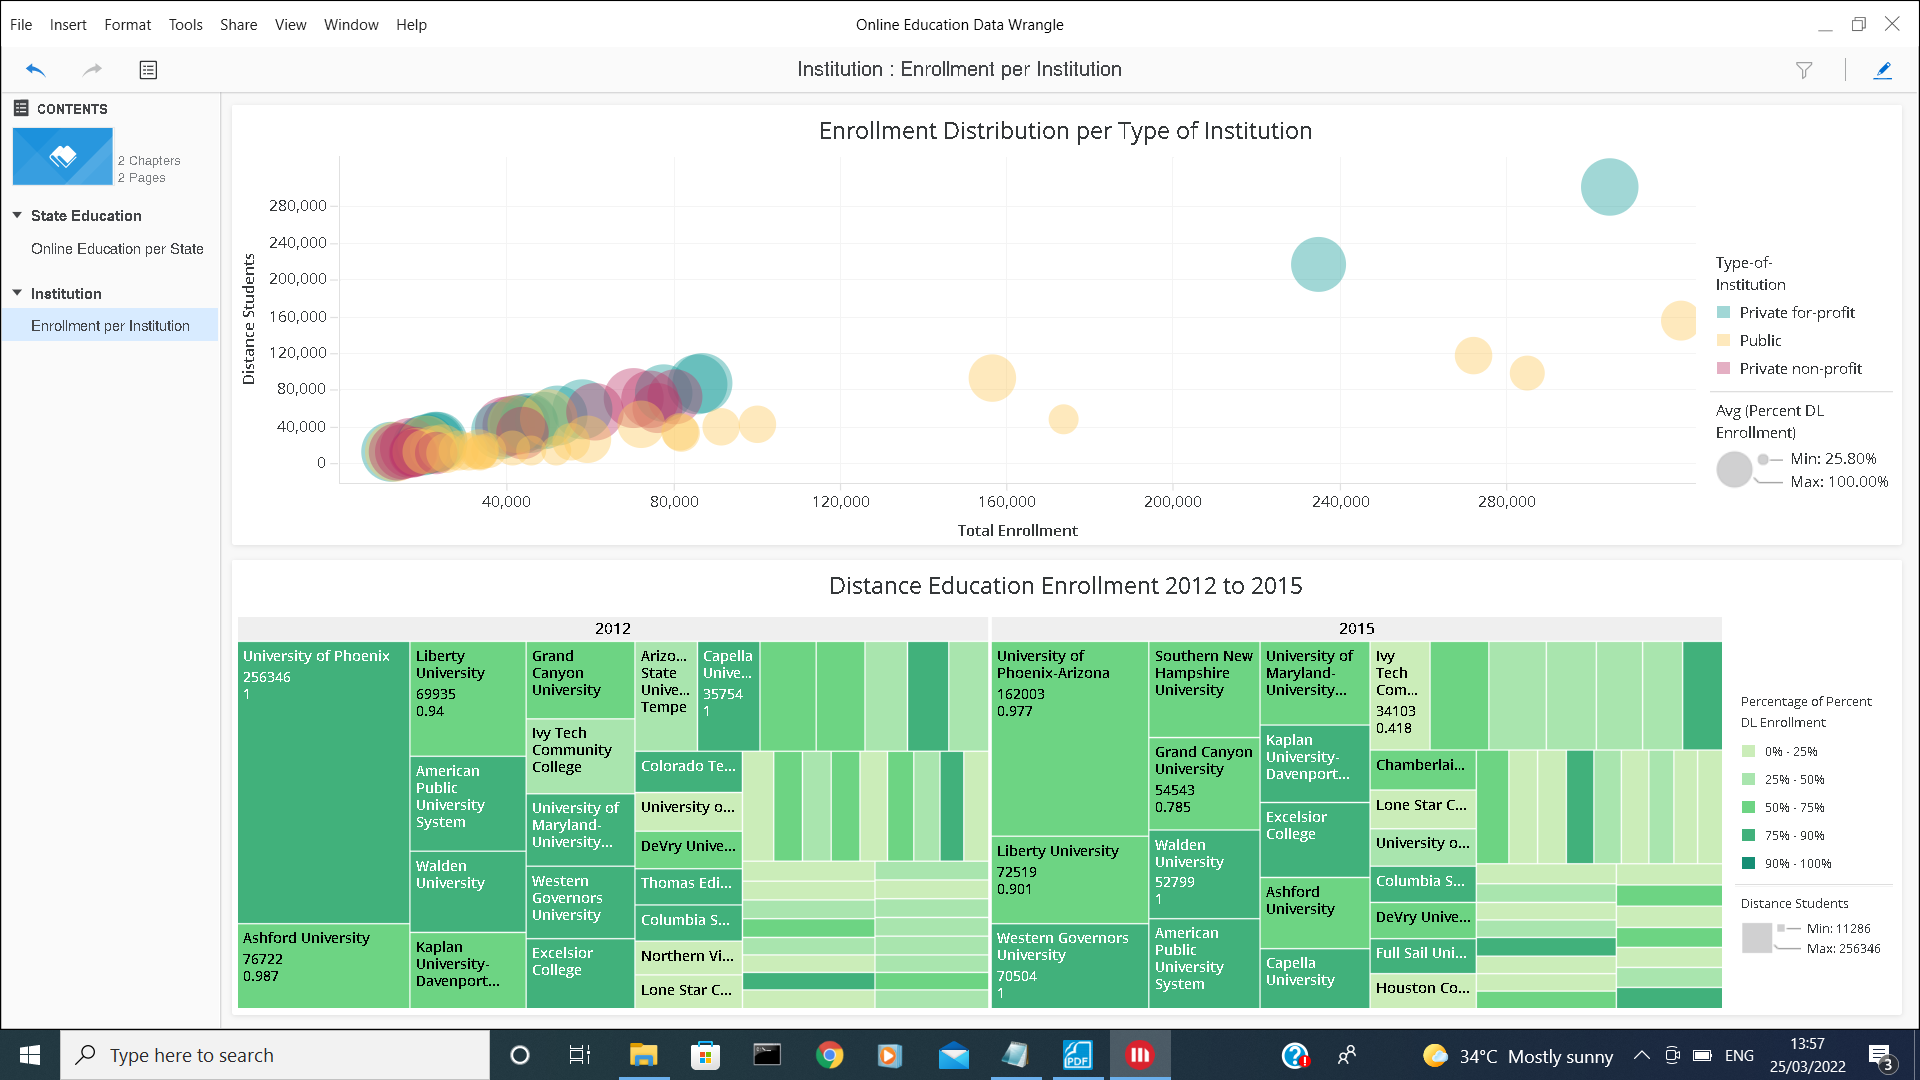 File Insert Format Tools Share View Window Help
Online Education Data Wrangle
Institution : Enrollment per Institution
CONTENTS
2 Chapters
2 Pages
State Education
Online Education per State
Institution
Enrollment per Institution
Enrollment Distribution per Type of Institution
Distance Students
280,000
240,000
200,000
160,000
120,000
80,000
40,000
0
40,000 80,000 120,000 160,000 200,000 240,000 280,000
Total Enrollment
Type-of-
Institution
Private for-profit
Public
Private non-profit
Avg (Percent DL
Enrollment)
Min: 25.80%
Max: 100.00%
Distance Education Enrollment 2012 to 2015
2012
University of Phoenix
256346
1
Ashford University
76722
0.987
Liberty
University
69935
0.94
American
Public
University
System
Walden
University
Kaplan
University-
Davenport...
Grand
Canyon
University
Ivy Tech
Community
College
University of
Maryland-
University...
Western
Governors
University
Excelsior
College
Arizo...
State
Unive...
Tempe
Capella
Unive...
35754
1
Colorado Te...
University o...
DeVry Unive...
Thomas Edi...
Columbia S...
Northern Vi...
Lone Star C...
2015
University of
Phoenix-Arizona
162003
0.977
Liberty University
72519
0.901
Western Governors
University
70504
1
Southern New
Hampshire
University
Grand Canyon
University
54543
0.785
Walden
University
52799
1
American
Public
University
System
University of
Maryland-
University...
Kaplan
University-
Davenport...
Excelsior
College
Ashford
University
Capella
University
Ivy
Tech
Com...
34103
0.418
Chamberlai...
Lone Star C...
University o...
Columbia S...
DeVry Unive...
Full Sail Uni...
Houston Co...
Percentage of Percent
DL Enrollment
0% - 25%
25% - 50%
50% - 75%
75% - 90%
90% - 100%
Distance Students
Min: 11286
Max: 256346
Type here to search
PDF
34°C Mostly sunny
ENG
13:57
25/03/2022
3